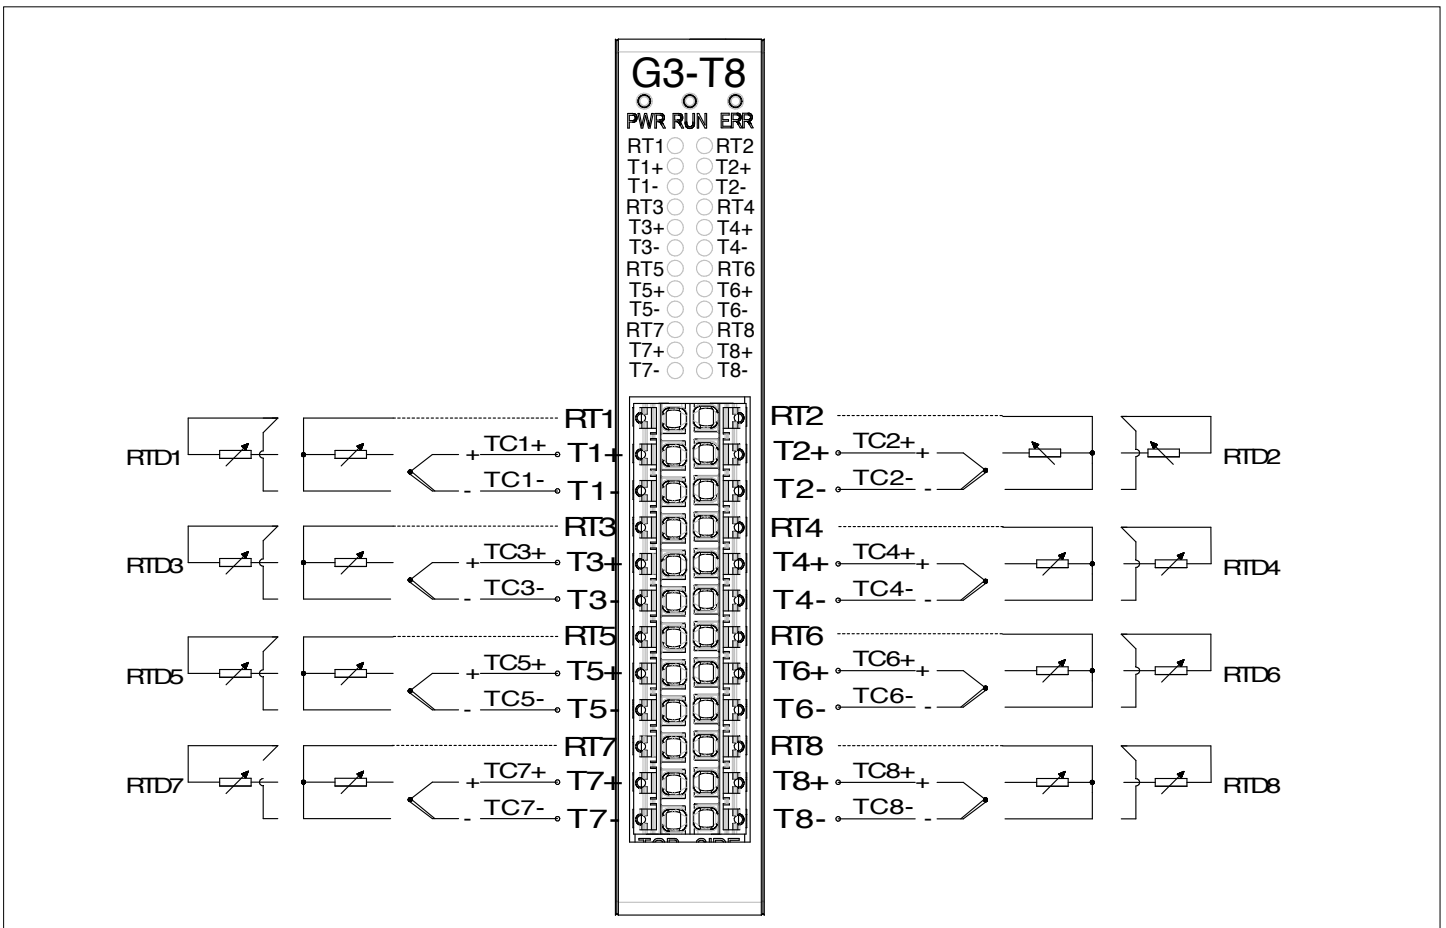 G3-T8
PWR RUN ERR
RT1 RT2
T1+ T2+
T1- T2-
RT3 RT4
T3+ T4+
T3- T4-
RT5 RT6
T5+ T6+
T5- T6-
RT7 RT8
T7+ T8+
T7- T8-
RT1 RT2
RTD1 + TC1+ T1+ T2+ TC2+ + RTD2
- TC1- T1- T2- TC2- -
RT3 RT4
RTD3 + TC3+ T3+ T4+ TC4+ + RTD4
- TC3- T3- T4- TC4- -
RT5 RT6
RTD5 + TC5+ T5+ T6+ TC6+ + RTD6
- TC5- T5- T6- TC6- -
RT7 RT8
RTD7 + TC7+ T7+ T8+ TC8+ + RTD8
- TC7- T7- T8- TC8- -